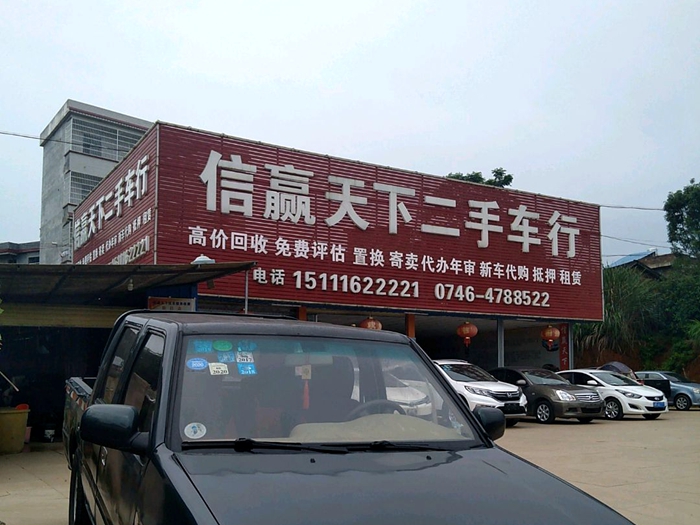 信赢天下二手车行
高价回收 免费评估 置换 寄卖代办年审 新车代购 抵押 租赁
电话 15111622221 0746-4788522
信赢天下二手车行